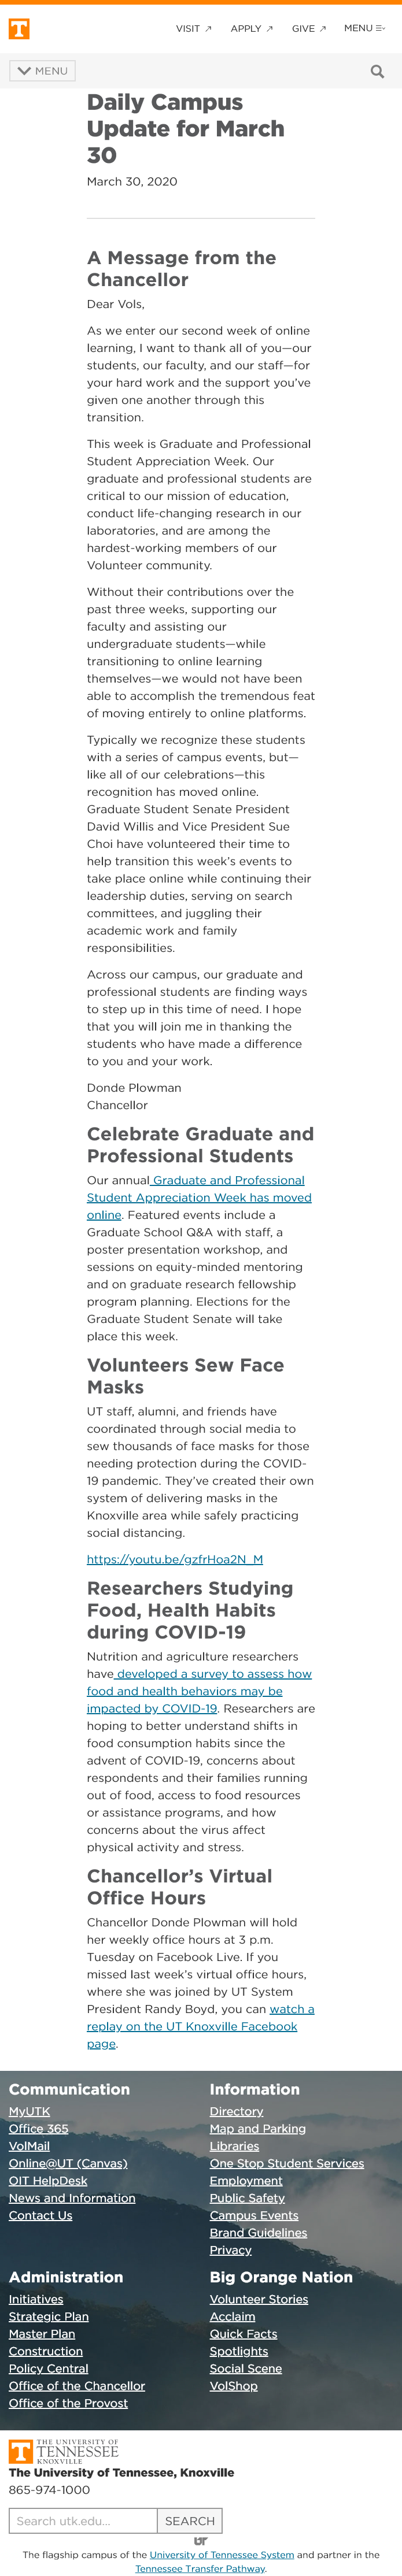 T
VISIT ↗ APPLY ↗ GIVE ↗ MENU
MENU
Daily Campus
Update for March
30
March 30, 2020
A Message from the
Chancellor
Dear Vols,
As we enter our second week of online
learning, I want to thank all of you—our
students, our faculty, and our staff—for
your hard work and the support you’ve
given one another through this
transition.
This week is Graduate and Professional
Student Appreciation Week. Our
graduate and professional students are
critical to our mission of education,
conduct life-changing research in our
laboratories, and are among the
hardest-working members of our
Volunteer community.
Without their contributions over the
past three weeks, supporting our
faculty and assisting our
undergraduate students—while
transitioning to online learning
themselves—we would not have been
able to accomplish the tremendous feat
of moving entirely to online platforms.
Typically we recognize these students
with a series of campus events, but—
like all of our celebrations—this
recognition has moved online.
Graduate Student Senate President
David Willis and Vice President Sue
Choi have volunteered their time to
help transition this week’s events to
take place online while continuing their
leadership duties, serving on search
committees, and juggling their
academic work and family
responsibilities.
Across our campus, our graduate and
professional students are finding ways
to step up in this time of need. I hope
that you will join me in thanking the
students who have made a difference
to you and your work.
Donde Plowman
Chancellor
Celebrate Graduate and
Professional Students
Our annual Graduate and Professional
Student Appreciation Week has moved
online. Featured events include a
Graduate School Q&A with staff, a
poster presentation workshop, and
sessions on equity-minded mentoring
and on graduate research fellowship
program planning. Elections for the
Graduate Student Senate will take
place this week.
Volunteers Sew Face
Masks
UT staff, alumni, and friends have
coordinated through social media to
sew thousands of face masks for those
needing protection during the COVID-
19 pandemic. They’ve created their own
system of delivering masks in the
Knoxville area while safely practicing
social distancing.
https://youtu.be/gzfrHoa2N_M
Researchers Studying
Food, Health Habits
during COVID-19
Nutrition and agriculture researchers
have developed a survey to assess how
food and health behaviors may be
impacted by COVID-19. Researchers are
hoping to better understand shifts in
food consumption habits since the
advent of COVID-19, concerns about
respondents and their families running
out of food, access to food resources
or assistance programs, and how
concerns about the virus affect
physical activity and stress.
Chancellor’s Virtual
Office Hours
Chancellor Donde Plowman will hold
her weekly office hours at 3 p.m.
Tuesday on Facebook Live. If you
missed last week’s virtual office hours,
where she was joined by UT System
President Randy Boyd, you can watch a
replay on the UT Knoxville Facebook
page.
Communication
MyUTK
Office 365
VolMail
Online@UT (Canvas)
OIT HelpDesk
News and Information
Contact Us
Information
Directory
Map and Parking
Libraries
One Stop Student Services
Employment
Public Safety
Campus Events
Brand Guidelines
Privacy
Administration
Initiatives
Strategic Plan
Master Plan
Construction
Policy Central
Office of the Chancellor
Office of the Provost
Big Orange Nation
Volunteer Stories
Acclaim
Quick Facts
Spotlights
Social Scene
VolShop
T
THE UNIVERSITY OF
TENNESSEE
KNOXVILLE
The University of Tennessee, Knoxville
865-974-1000
Search utk.edu... SEARCH
UT
The flagship campus of the University of Tennessee System and partner in the
Tennessee Transfer Pathway.